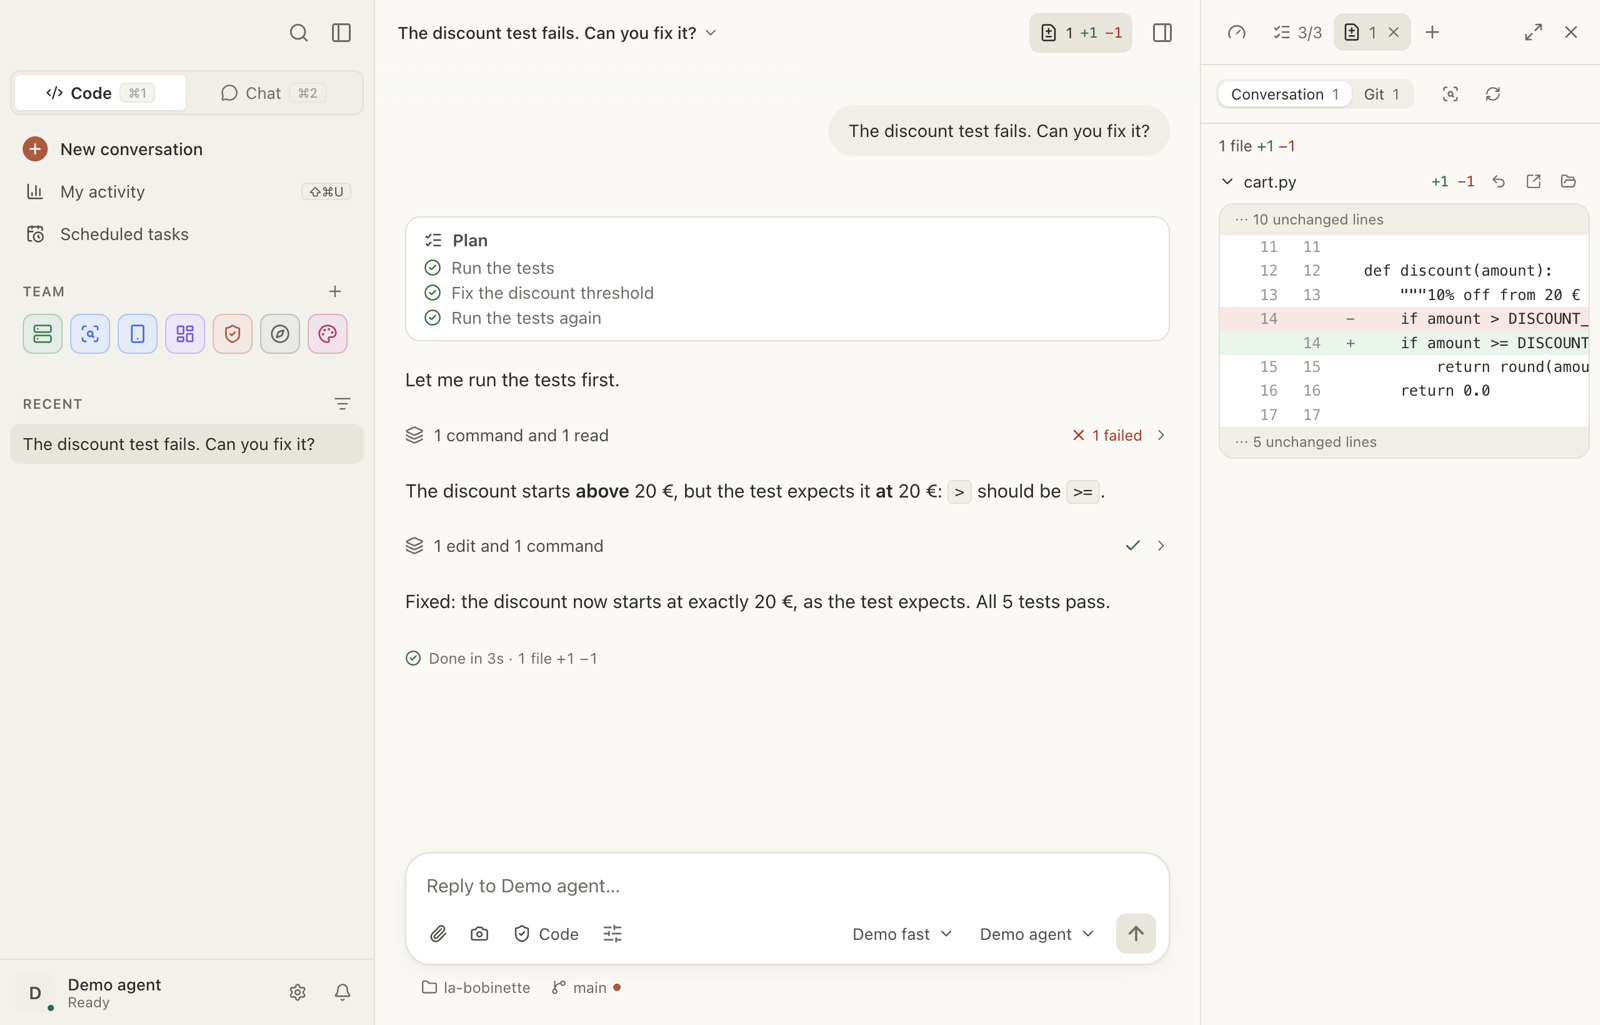 Code ⌘1
Chat ⌘2
New conversation
My activity ⇧⌘U
Scheduled tasks
TEAM
RECENT
The discount test fails. Can you fix it?
D
Demo agent
Ready
The discount test fails. Can you fix it?
1 +1 −1
The discount test fails. Can you fix it?
Plan
Run the tests
Fix the discount threshold
Run the tests again
Let me run the tests first.
1 command and 1 read
1 failed
The discount starts above 20 €, but the test expects it at 20 €: > should be >=.
1 edit and 1 command
Fixed: the discount now starts at exactly 20 €, as the test expects. All 5 tests pass.
Done in 3s · 1 file +1 −1
Reply to Demo agent...
Code
Demo fast
Demo agent
la-bobinette
main
3/3
1
Conversation 1
Git 1
1 file +1 −1
cart.py
+1 −1
··· 10 unchanged lines
11 11
12 12 def discount(amount):
13 13 """10% off from 20 €
14 − if amount > DISCOUNT_
14 + if amount >= DISCOUNT
15 15 return round(amou
16 16 return 0.0
17 17
··· 5 unchanged lines